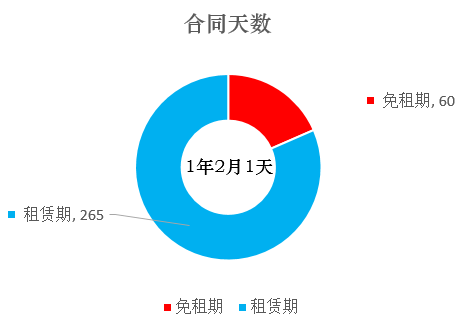 合同天数
免租期, 60
1年2月1天
租赁期, 265
免租期 租赁期